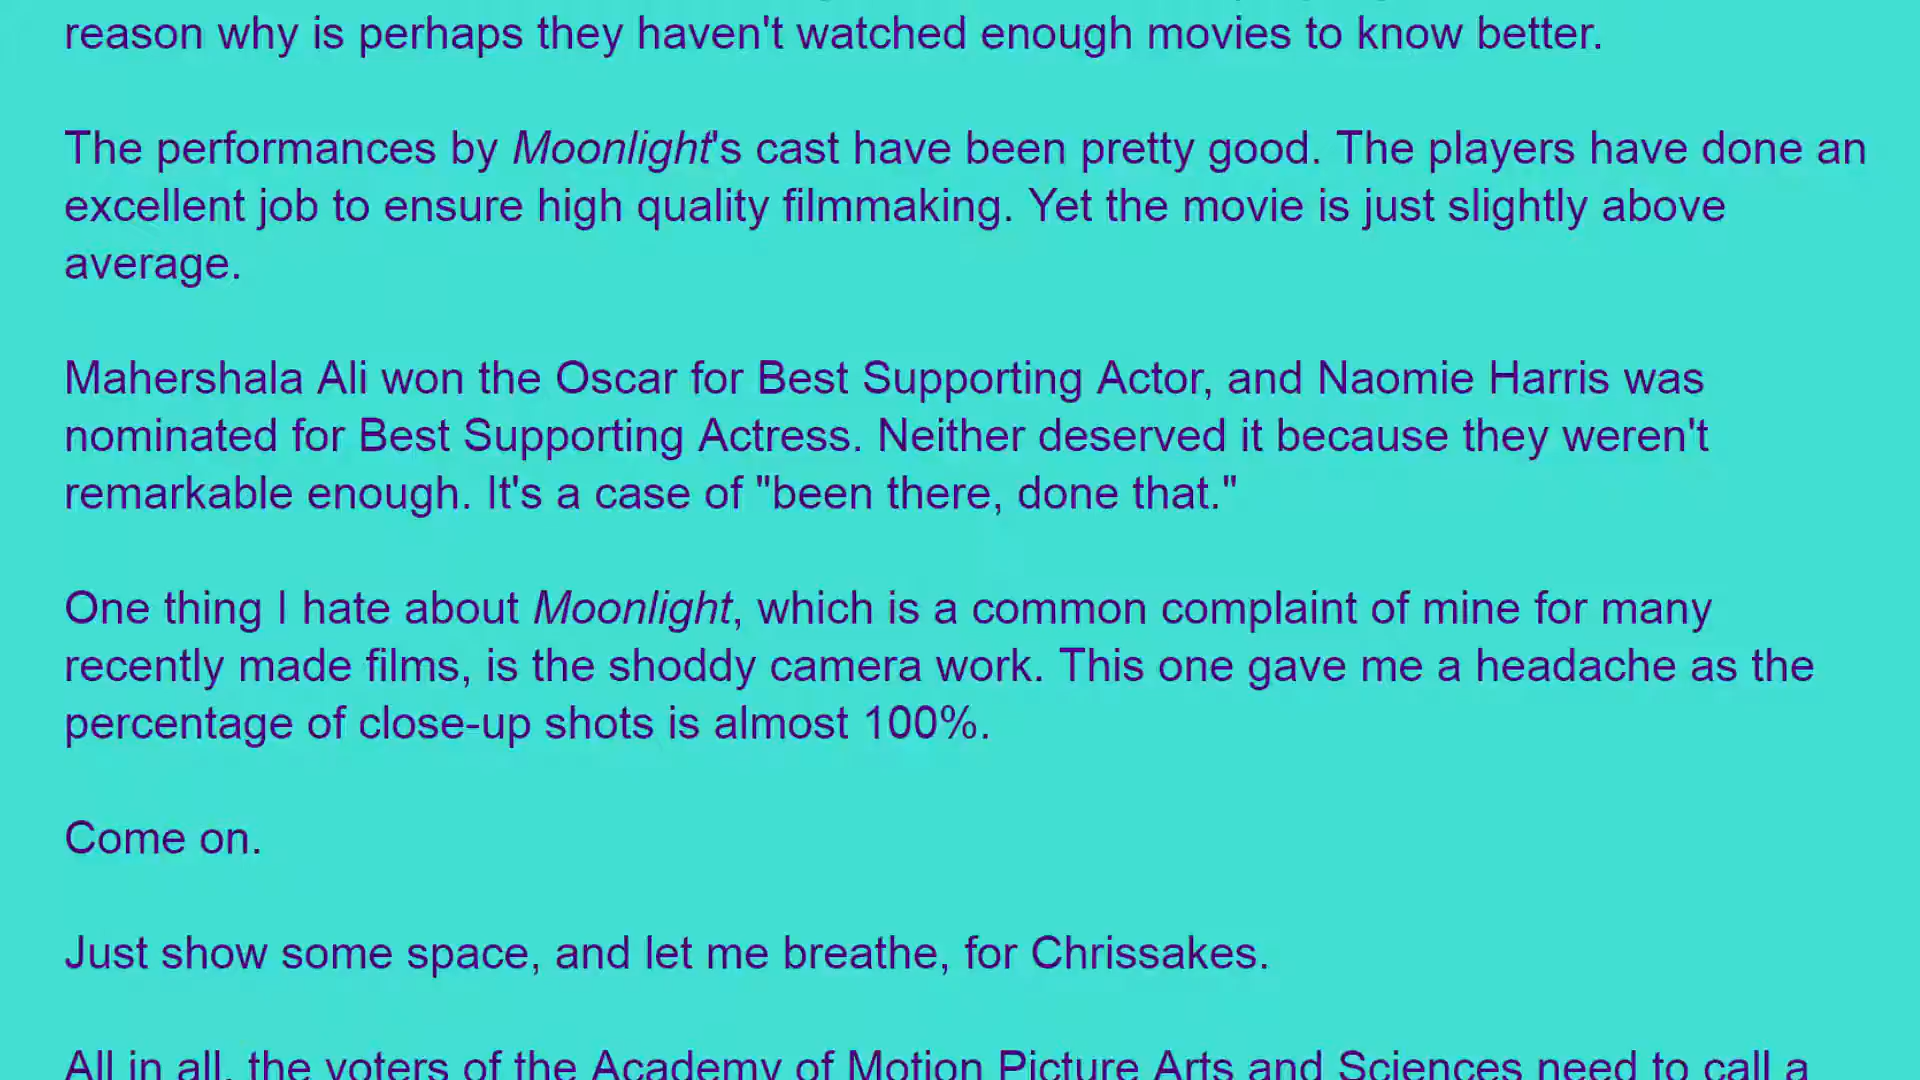 reason why is perhaps they haven't watched enough movies to know better.
The performances by Moonlight's cast have been pretty good. The players have done an
excellent job to ensure high quality filmmaking. Yet the movie is just slightly above
average.
Mahershala Ali won the Oscar for Best Supporting Actor, and Naomie Harris was
nominated for Best Supporting Actress. Neither deserved it because they weren't
remarkable enough. It's a case of "been there, done that."
One thing I hate about Moonlight, which is a common complaint of mine for many
recently made films, is the shoddy camera work. This one gave me a headache as the
percentage of close-up shots is almost 100%.
Come on.
Just show some space, and let me breathe, for Chrissakes.
All in all, the voters of the Academy of Motion Picture Arts and Sciences need to call a